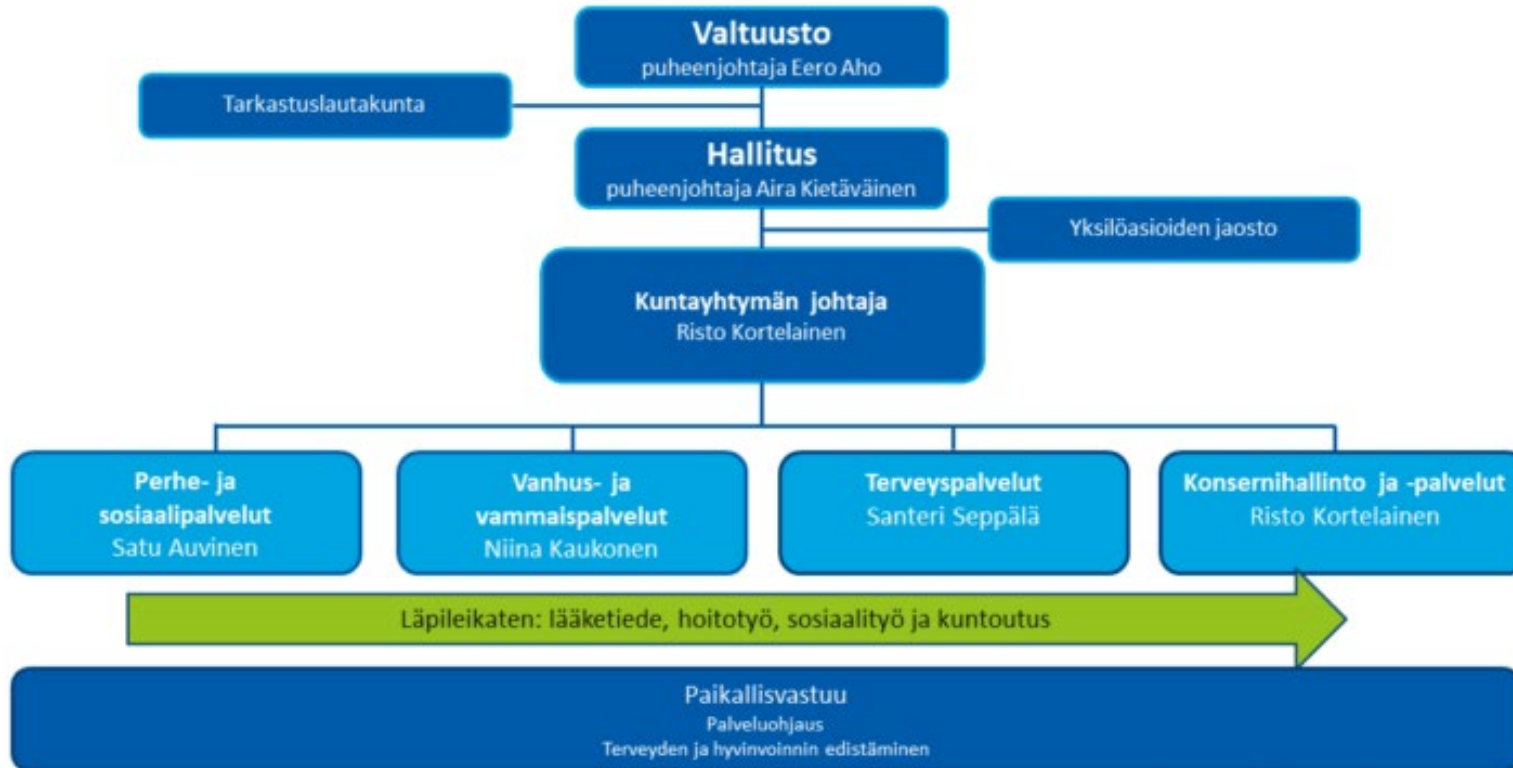 Valtuusto
puheenjohtaja Eero Aho
Tarkastuslautakunta
Hallitus
puheenjohtaja Aira Kietäväinen
Yksilöasioiden jaosto
Kuntayhtymän johtaja
Risto Kortelainen
Perhe- ja
sosiaalipalvelut
Satu Auvinen
Vanhus- ja
vammaispalvelut
Niina Kaukonen
Terveyspalvelut
Santeri Seppälä
Konsernihallinto ja -palvelut
Risto Kortelainen
Läpileikaten: lääketiede, hoitotyö, sosiaalityö ja kuntoutus
Paikallisvastuu
Palveluohjaus
Terveyden ja hyvinvoinnin edistäminen